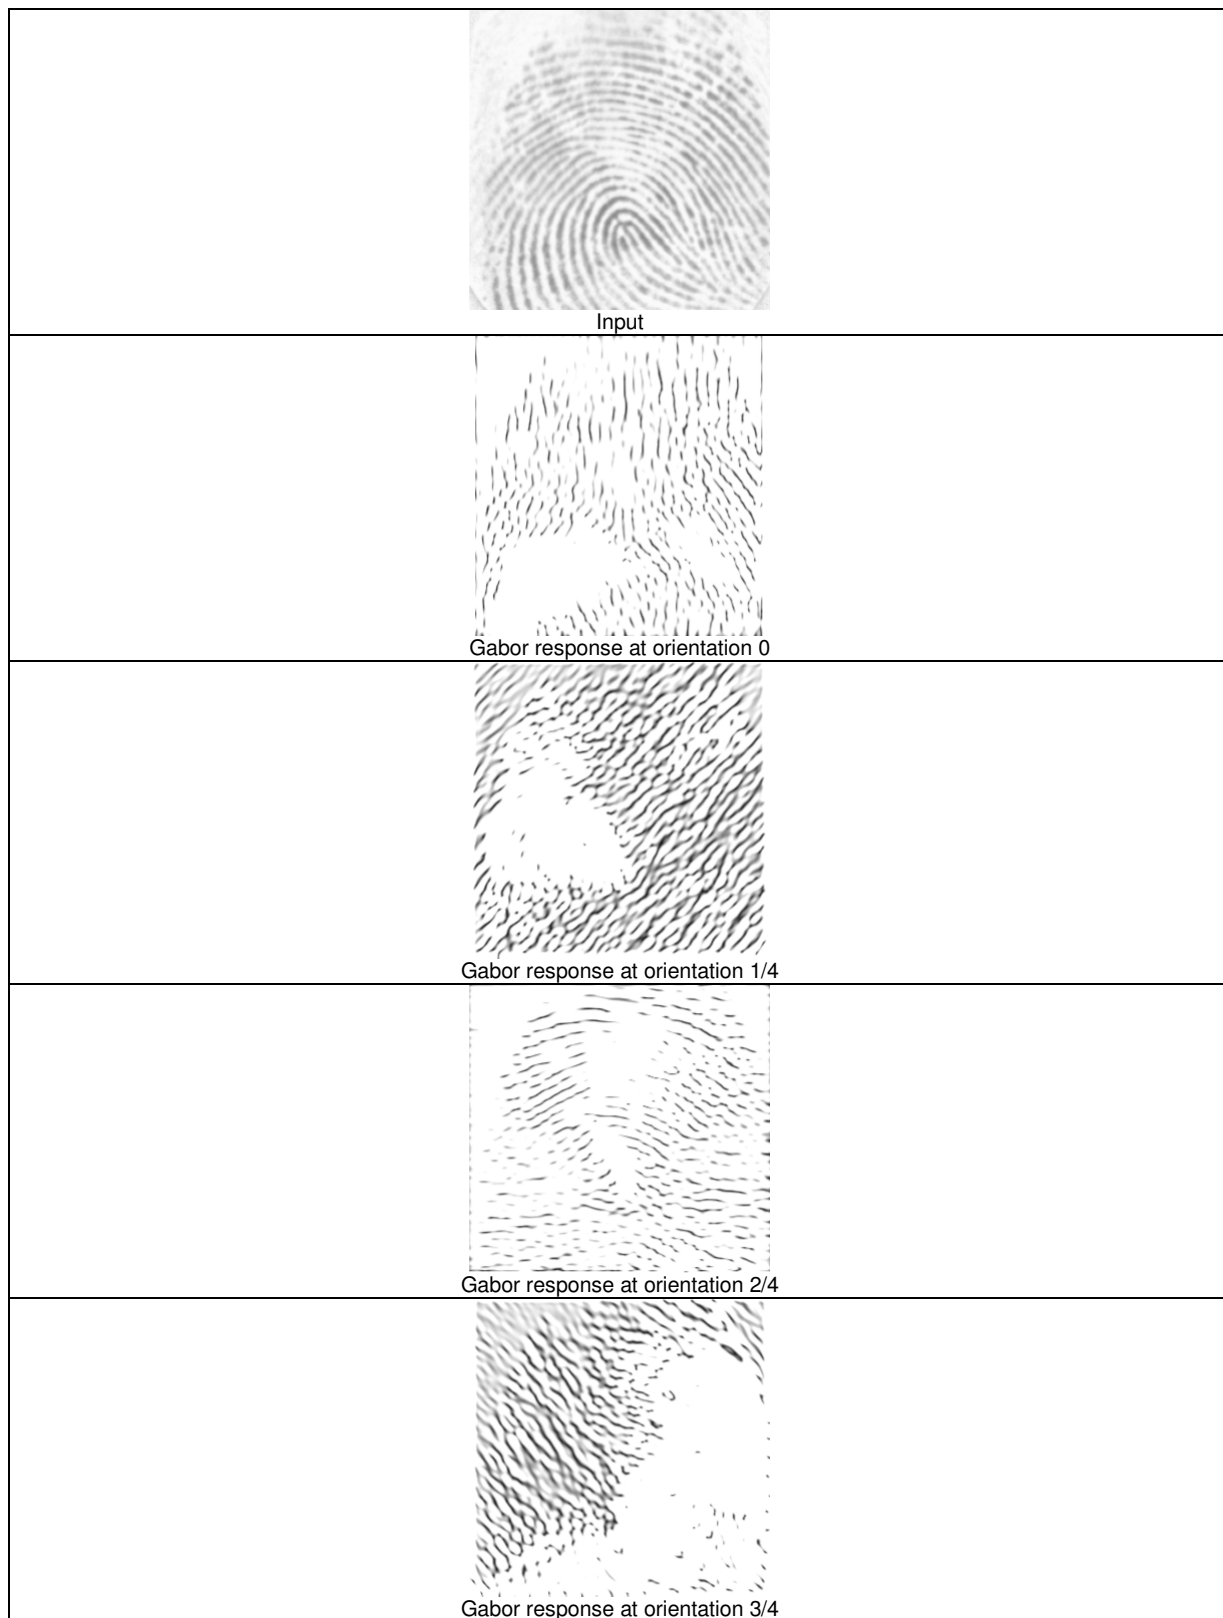 Input
Gabor response at orientation 0
Gabor response at orientation 1/4
Gabor response at orientation 2/4
Gabor response at orientation 3/4